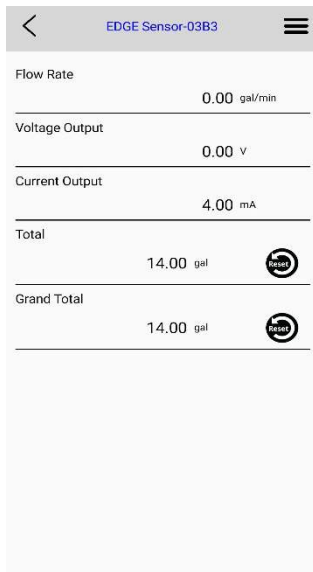 EDGE Sensor-03B3
Flow Rate
0.00 gal/min
Voltage Output
0.00 V
Current Output
4.00 mA
Total
14.00 gal Reset
Grand Total
14.00 gal Reset